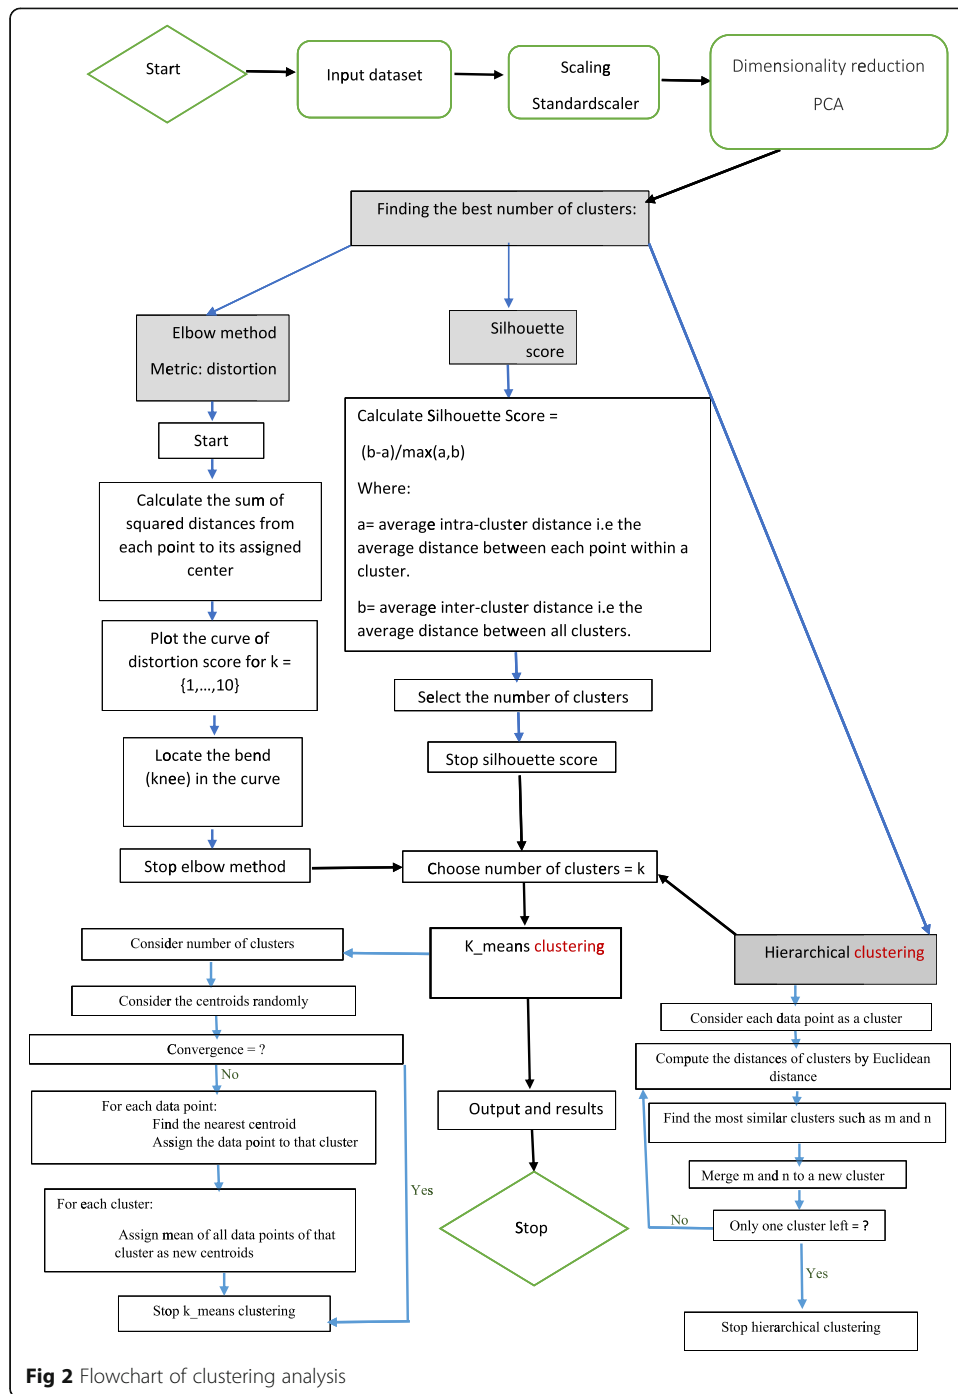 Start
Input dataset
Scaling
Standardscaler
Dimensionality reduction
PCA
Finding the best number of clusters:
Elbow method
Metric: distortion
Start
Calculate the sum of
squared distances from
each point to its assigned
center
Plot the curve of
distortion score for k =
{1,...,10}
Locate the bend
(knee) in the curve
Stop elbow method
Silhouette
score
Calculate Silhouette Score =
(b-a)/max(a,b)
Where:
a= average intra-cluster distance i.e the
average distance between each point within a
cluster.
b= average inter-cluster distance i.e the
average distance between all clusters.
Select the number of clusters
Stop silhouette score
Choose number of clusters = k
K_means clustering
Consider number of clusters
Consider the centroids randomly
Convergence = ?
No
For each data point:
Find the nearest centroid
Assign the data point to that cluster
Yes
For each cluster:
Assign mean of all data points of that
cluster as new centroids
Stop k_means clustering
Output and results
Stop
Hierarchical clustering
Consider each data point as a cluster
Compute the distances of clusters by Euclidean
distance
Find the most similar clusters such as m and n
Merge m and n to a new cluster
No
Only one cluster left = ?
Yes
Stop hierarchical clustering
Fig 2 Flowchart of clustering analysis